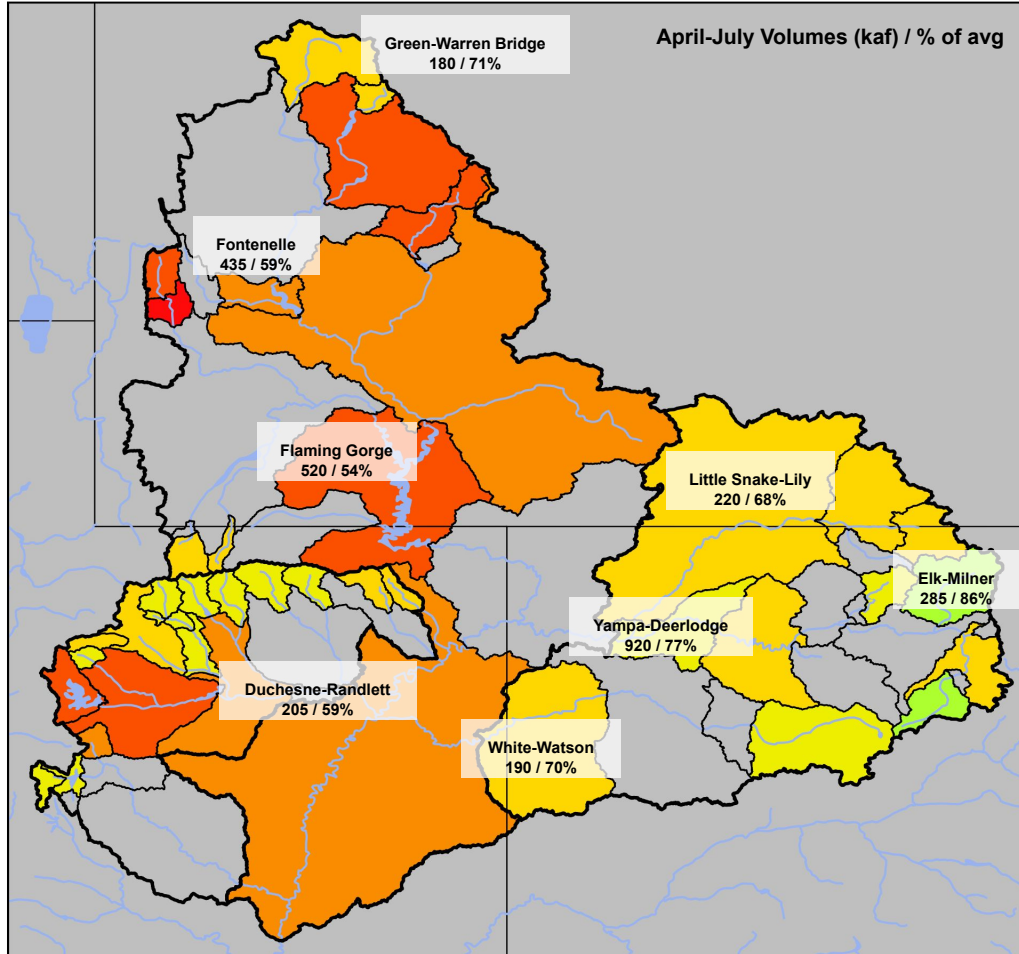 April-July Volumes (kaf) / % of avg
Green-Warren Bridge
180 / 71%
Fontenelle
435 / 59%
Flaming Gorge
520 / 54%
Little Snake-Lily
220 / 68%
Elk-Milner
285 / 86%
Yampa-Deerlodge
920 / 77%
Duchesne-Randlett
205 / 59%
White-Watson
190 / 70%